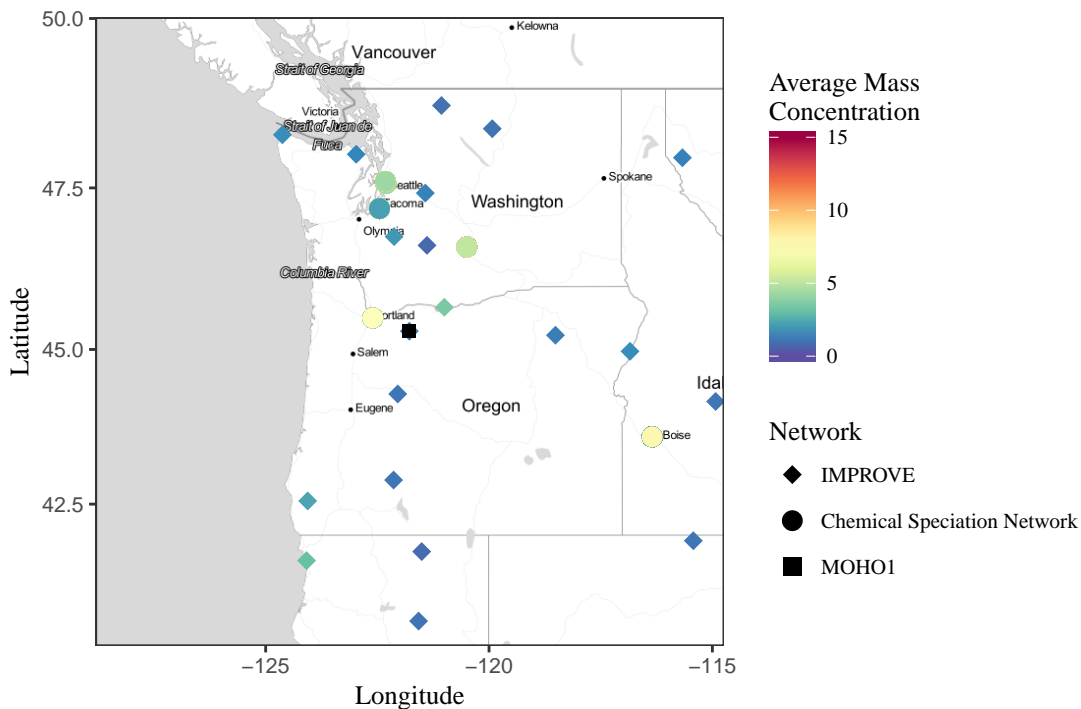 50.0
47.5
45.0
42.5
Latitude
−125
−120
−115
Longitude
Kelowna
Vancouver
Strait of Georgia
Victoria
Strait of Juan de
Fuca
Spokane
Seattle
Tacoma
Washington
Olympia
Columbia River
ortland
Salem
Eugene
Oregon
Idal
Boise
Average Mass
Concentration
15
10
5
0
Network
IMPROVE
Chemical Speciation Network
MOHO1